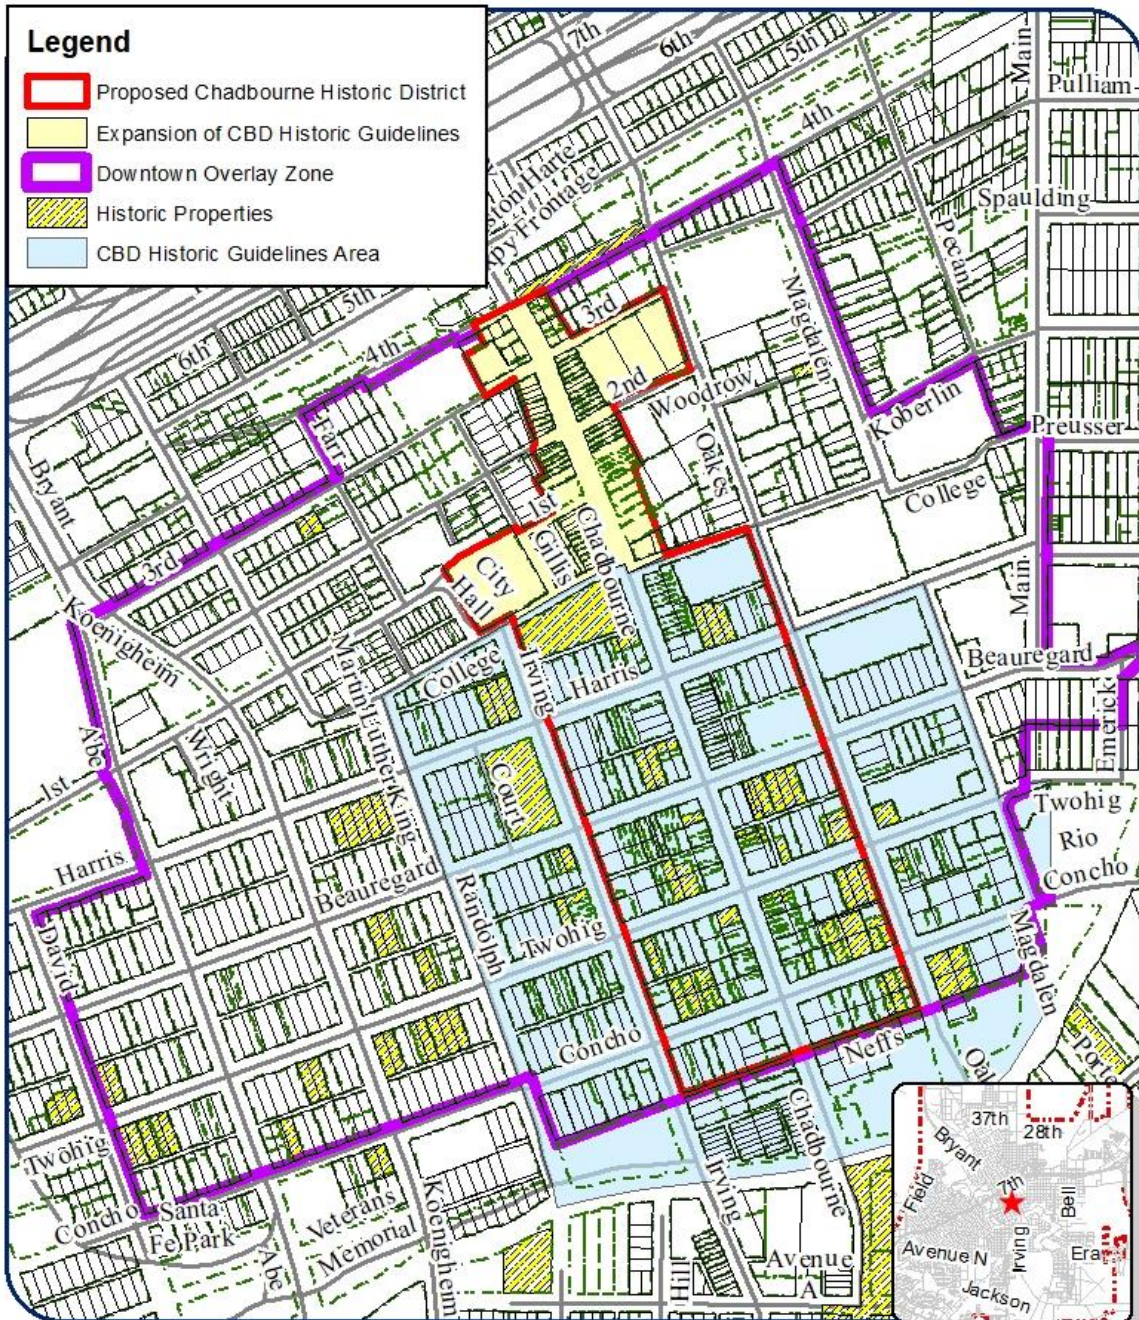 Legend
Proposed Chadbourne Historic District
Expansion of CBD Historic Guidelines
Downtown Overlay Zone
Historic Properties
CBD Historic Guidelines Area
7th
6th
5th
4th
Main
Pulliam
Spaulding
Pecan
Magdalen
Koberlin
Preusser
College
Woodrow
Oakes
3rd
2nd
5th
6th
4th
Farr
Bryant
3rd
Koenigheim
1st
Gillis
Chadbourne
City
Hall
Irving
College
Harris
Main
Beauregard
Emerick
Twohig
Rio
Concho
Martin Luther King
Abe
Wright
1st
Court
Harris
Beauregard
Randolph
Twohig
Magdalen
David
Concho
Neffs
Twohig
Concho
Santa
Fe Park
Veterans
Memorial
Abe
Koenigheim
Irving
Chadbourne
Hill
Avenue
A
37th
28th
Bryant
7th
Field
Bell
Avenue N
Irving
Jackson